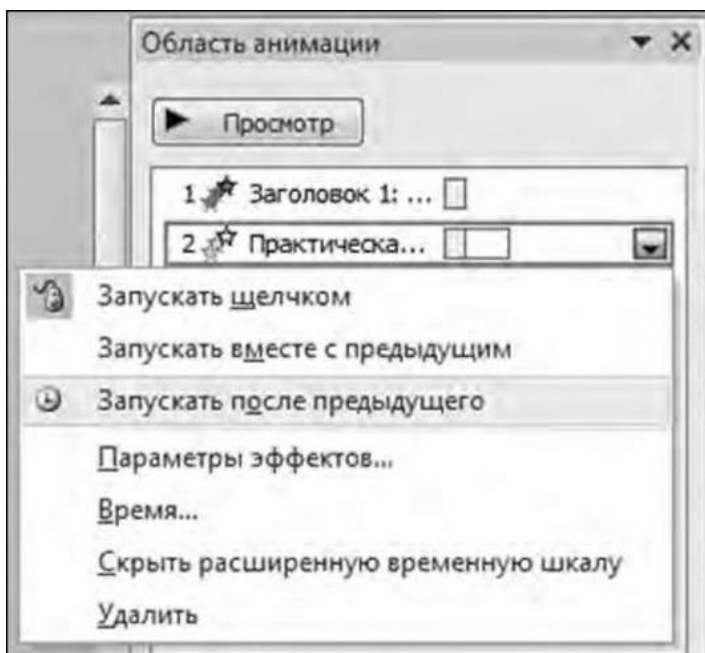 Область анимации
Просмотр
1 Заголовок 1: ...
2 Практическа...
Запускать щелчком
Запускать вместе с предыдущим
Запускать после предыдущего
Параметры эффектов...
Время...
Скрыть расширенную временную шкалу
Удалить